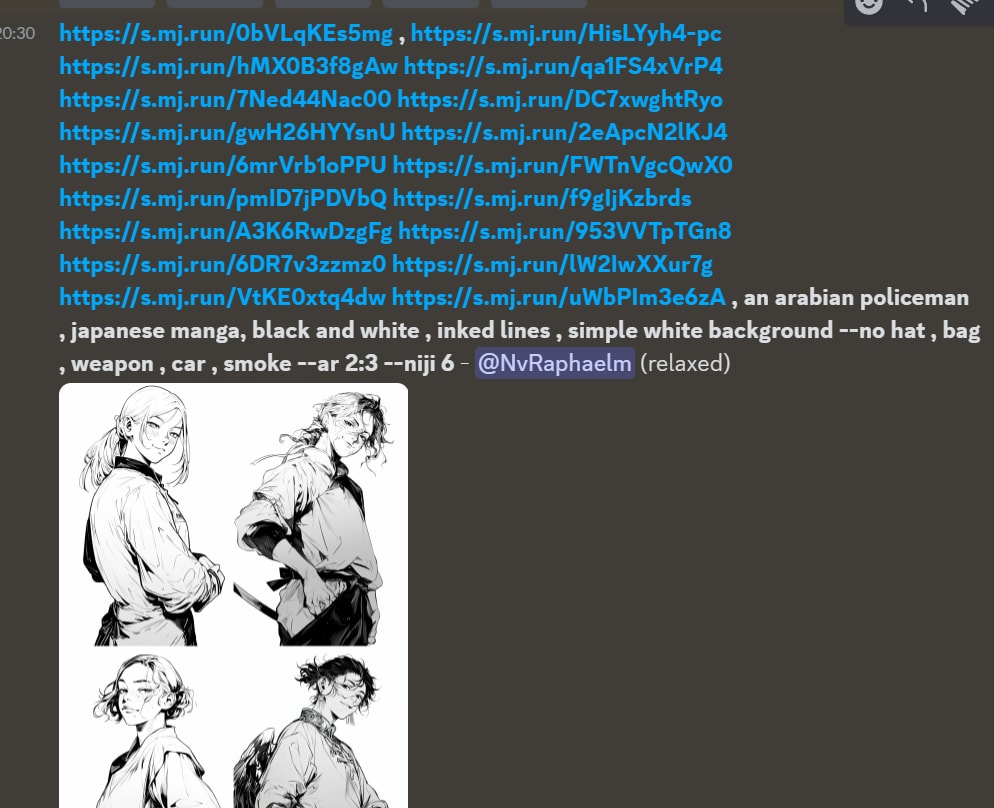 20:30
https://s.mj.run/0bVLqKEs5mg , https://s.mj.run/HisLYyh4-pc
https://s.mj.run/hMX0B3f8gAw https://s.mj.run/qa1FS4xVrP4
https://s.mj.run/7Ned44Nac00 https://s.mj.run/DC7xwghtRyo
https://s.mj.run/gwH26HYYsnU https://s.mj.run/2eApcN2lKJ4
https://s.mj.run/6mrVrb1oPPU https://s.mj.run/FWTnVgcQwX0
https://s.mj.run/pmID7jPDVbQ https://s.mj.run/f9gIjKzbrds
https://s.mj.run/A3K6RwDzgFg https://s.mj.run/953VVTpTGn8
https://s.mj.run/6DR7v3zzmz0 https://s.mj.run/lW2IwXXur7g
https://s.mj.run/VtKE0xtq4dw https://s.mj.run/uWbPIm3e6zA , an arabian policeman
, japanese manga, black and white , inked lines , simple white background --no hat , bag
, weapon , car , smoke --ar 2:3 --niji 6 - @NvRaphaelm (relaxed)